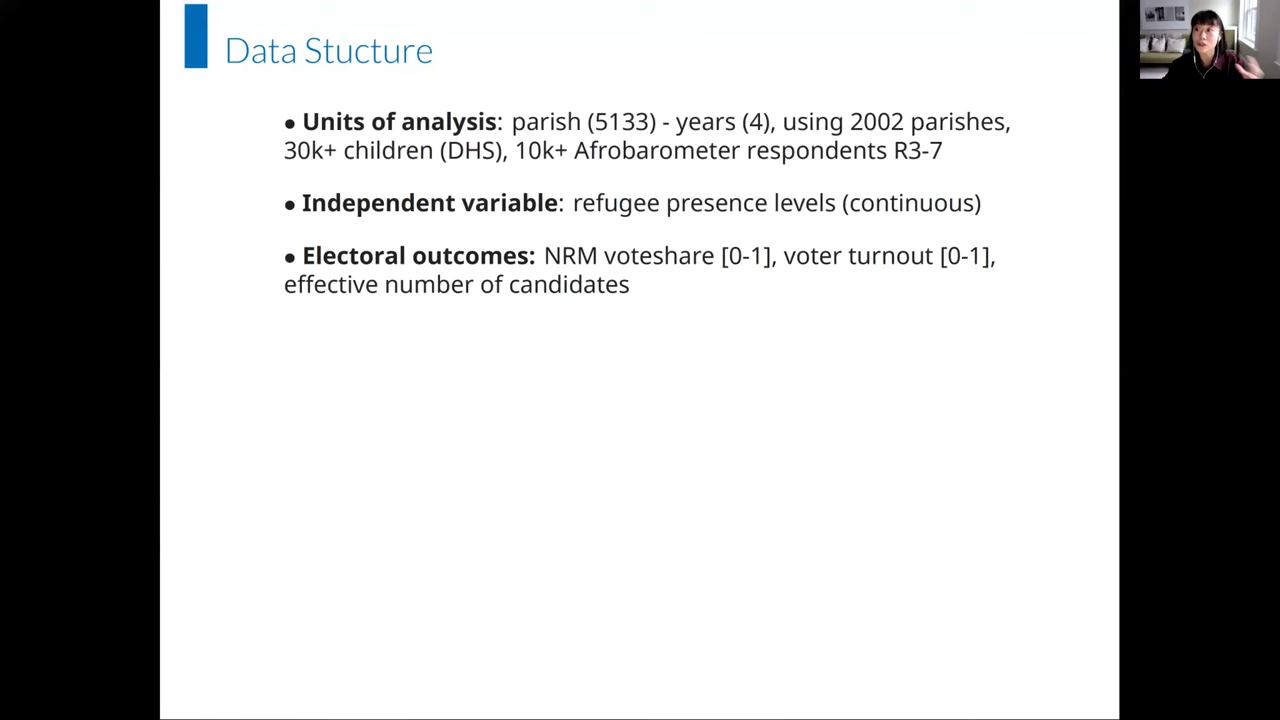 Data Stucture
● Units of analysis: parish (5133) - years (4), using 2002 parishes,
30k+ children (DHS), 10k+ Afrobarometer respondents R3-7
● Independent variable: refugee presence levels (continuous)
● Electoral outcomes: NRM voteshare [0-1], voter turnout [0-1],
effective number of candidates